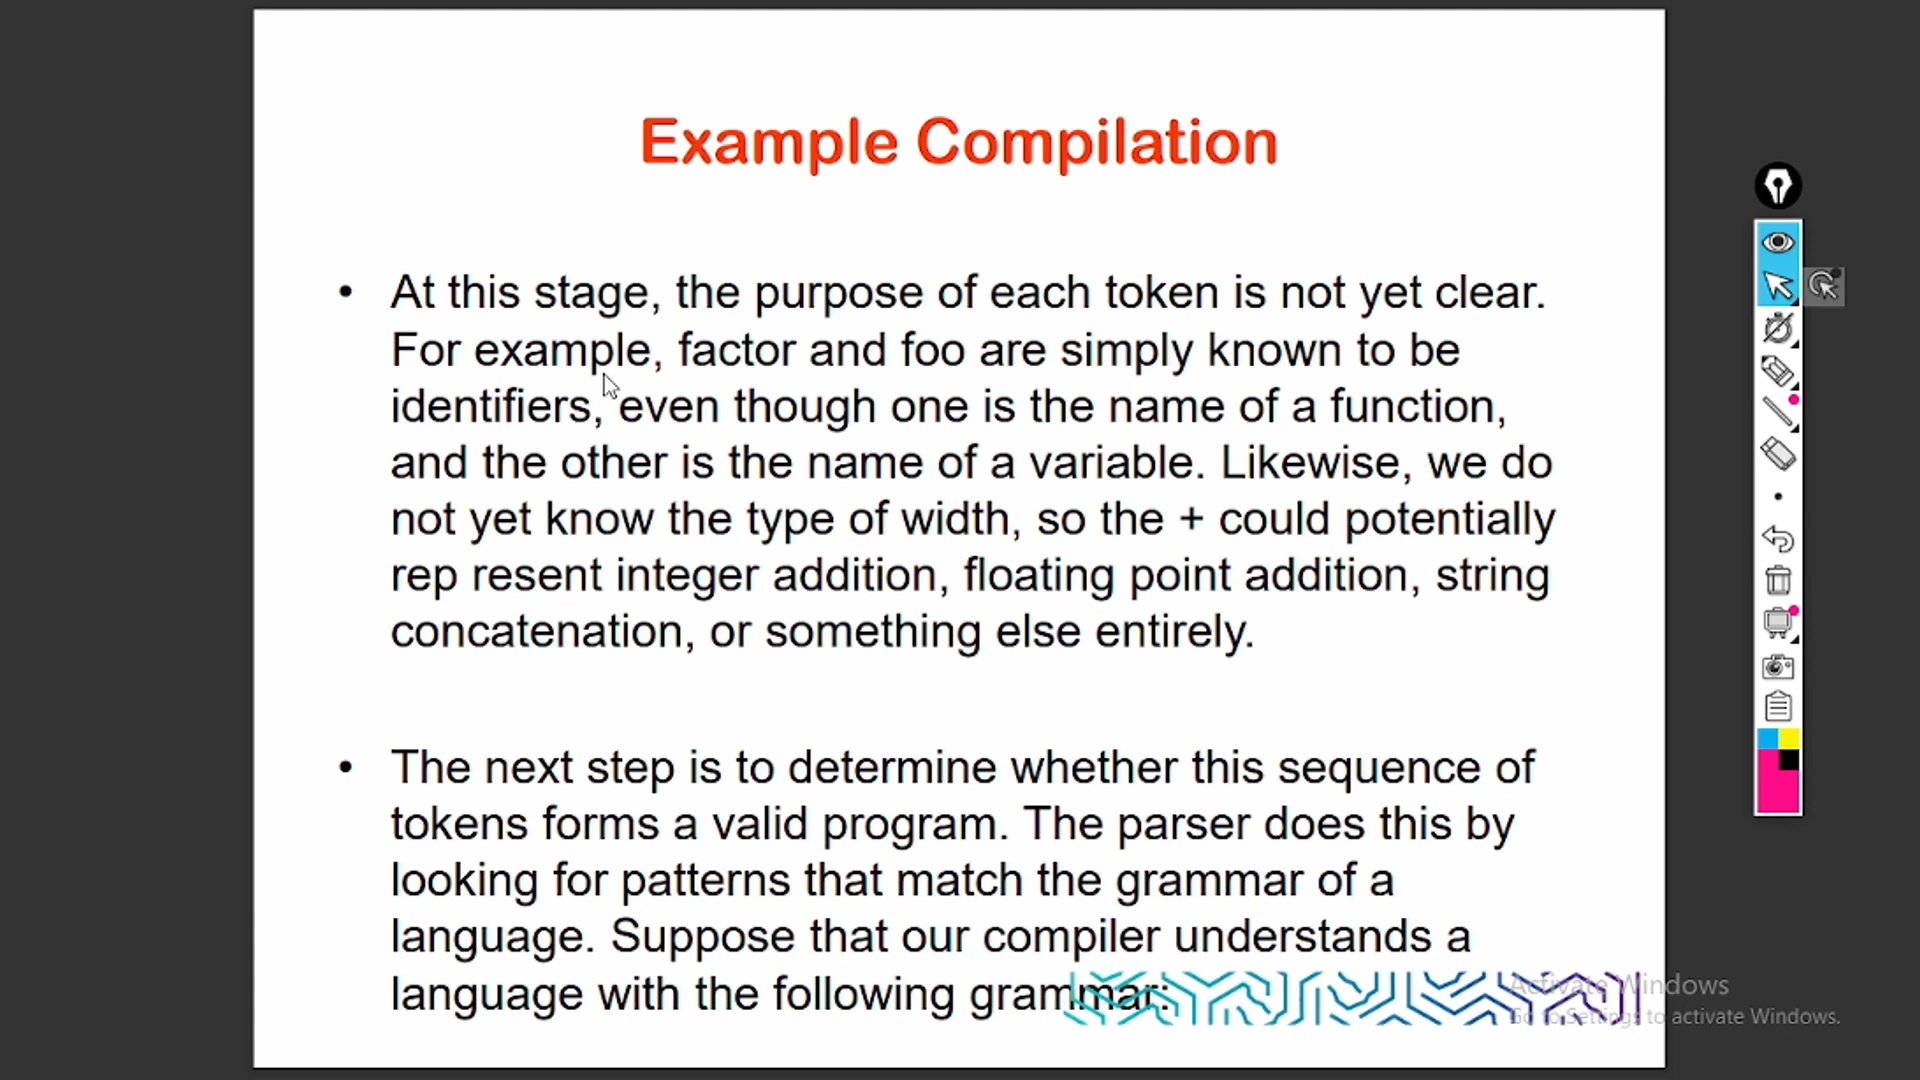 Example Compilation
• At this stage, the purpose of each token is not yet clear.
For example, factor and foo are simply known to be
identifiers, even though one is the name of a function,
and the other is the name of a variable. Likewise, we do
not yet know the type of width, so the + could potentially
rep resent integer addition, floating point addition, string
concatenation, or something else entirely.
• The next step is to determine whether this sequence of
tokens forms a valid program. The parser does this by
looking for patterns that match the grammar of a
language. Suppose that our compiler understands a
language with the following grammar:
Activate Windows
Go to Settings to activate Windows.